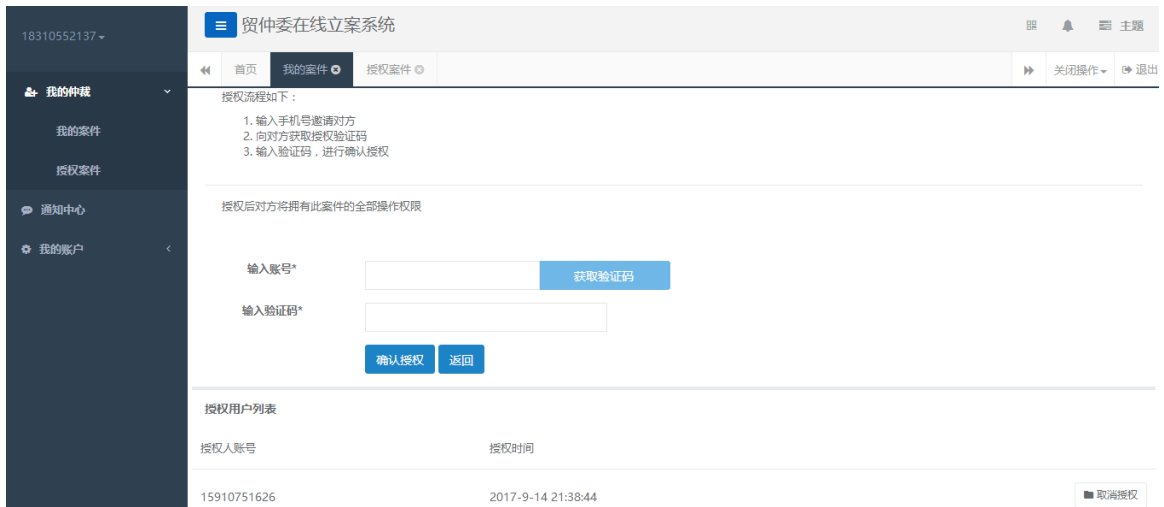 18310552137
贸仲委在线立案系统
主题
首页 我的案件 授权案件 关闭操作 退出
我的仲裁
我的案件
授权案件
通知中心
我的账户
授权流程如下：
1. 输入手机号邀请对方
2. 向对方获取授权验证码
3. 输入验证码，进行确认授权
授权后对方将拥有此案件的全部操作权限
输入账号* 获取验证码
输入验证码*
确认授权 返回
授权用户列表
授权人账号 授权时间
15910751626 2017-9-14 21:38:44 取消授权